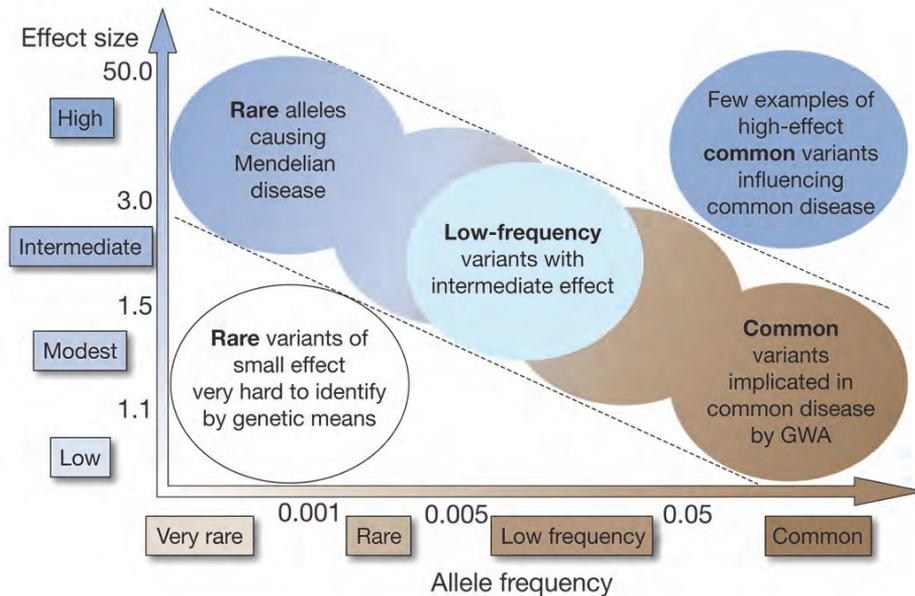 Effect size
50.0
High
3.0
Intermediate
1.5
Modest
1.1
Low
Rare alleles
causing
Mendelian
disease
Few examples of
high-effect
common variants
influencing
common disease
Low-frequency
variants with
intermediate effect
Rare variants of
small effect
very hard to identify
by genetic means
Common
variants
implicated in
common disease
by GWA
0.001
0.005
0.05
Very rare
Rare
Low frequency
Common
Allele frequency